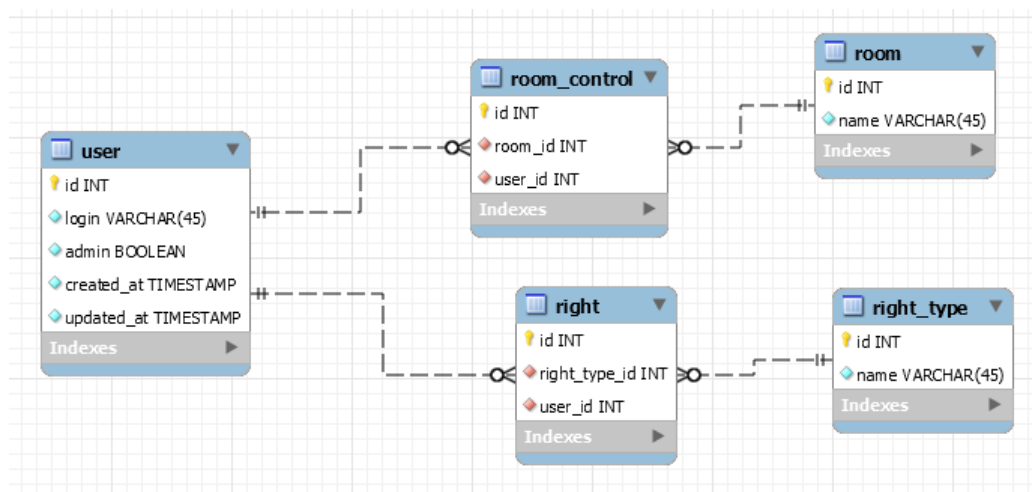 user
id INT
login VARCHAR(45)
admin BOOLEAN
created_at TIMESTAMP
updated_at TIMESTAMP
Indexes
room_control
id INT
room_id INT
user_id INT
Indexes
room
id INT
name VARCHAR(45)
Indexes
right
id INT
right_type_id INT
user_id INT
Indexes
right_type
id INT
name VARCHAR(45)
Indexes